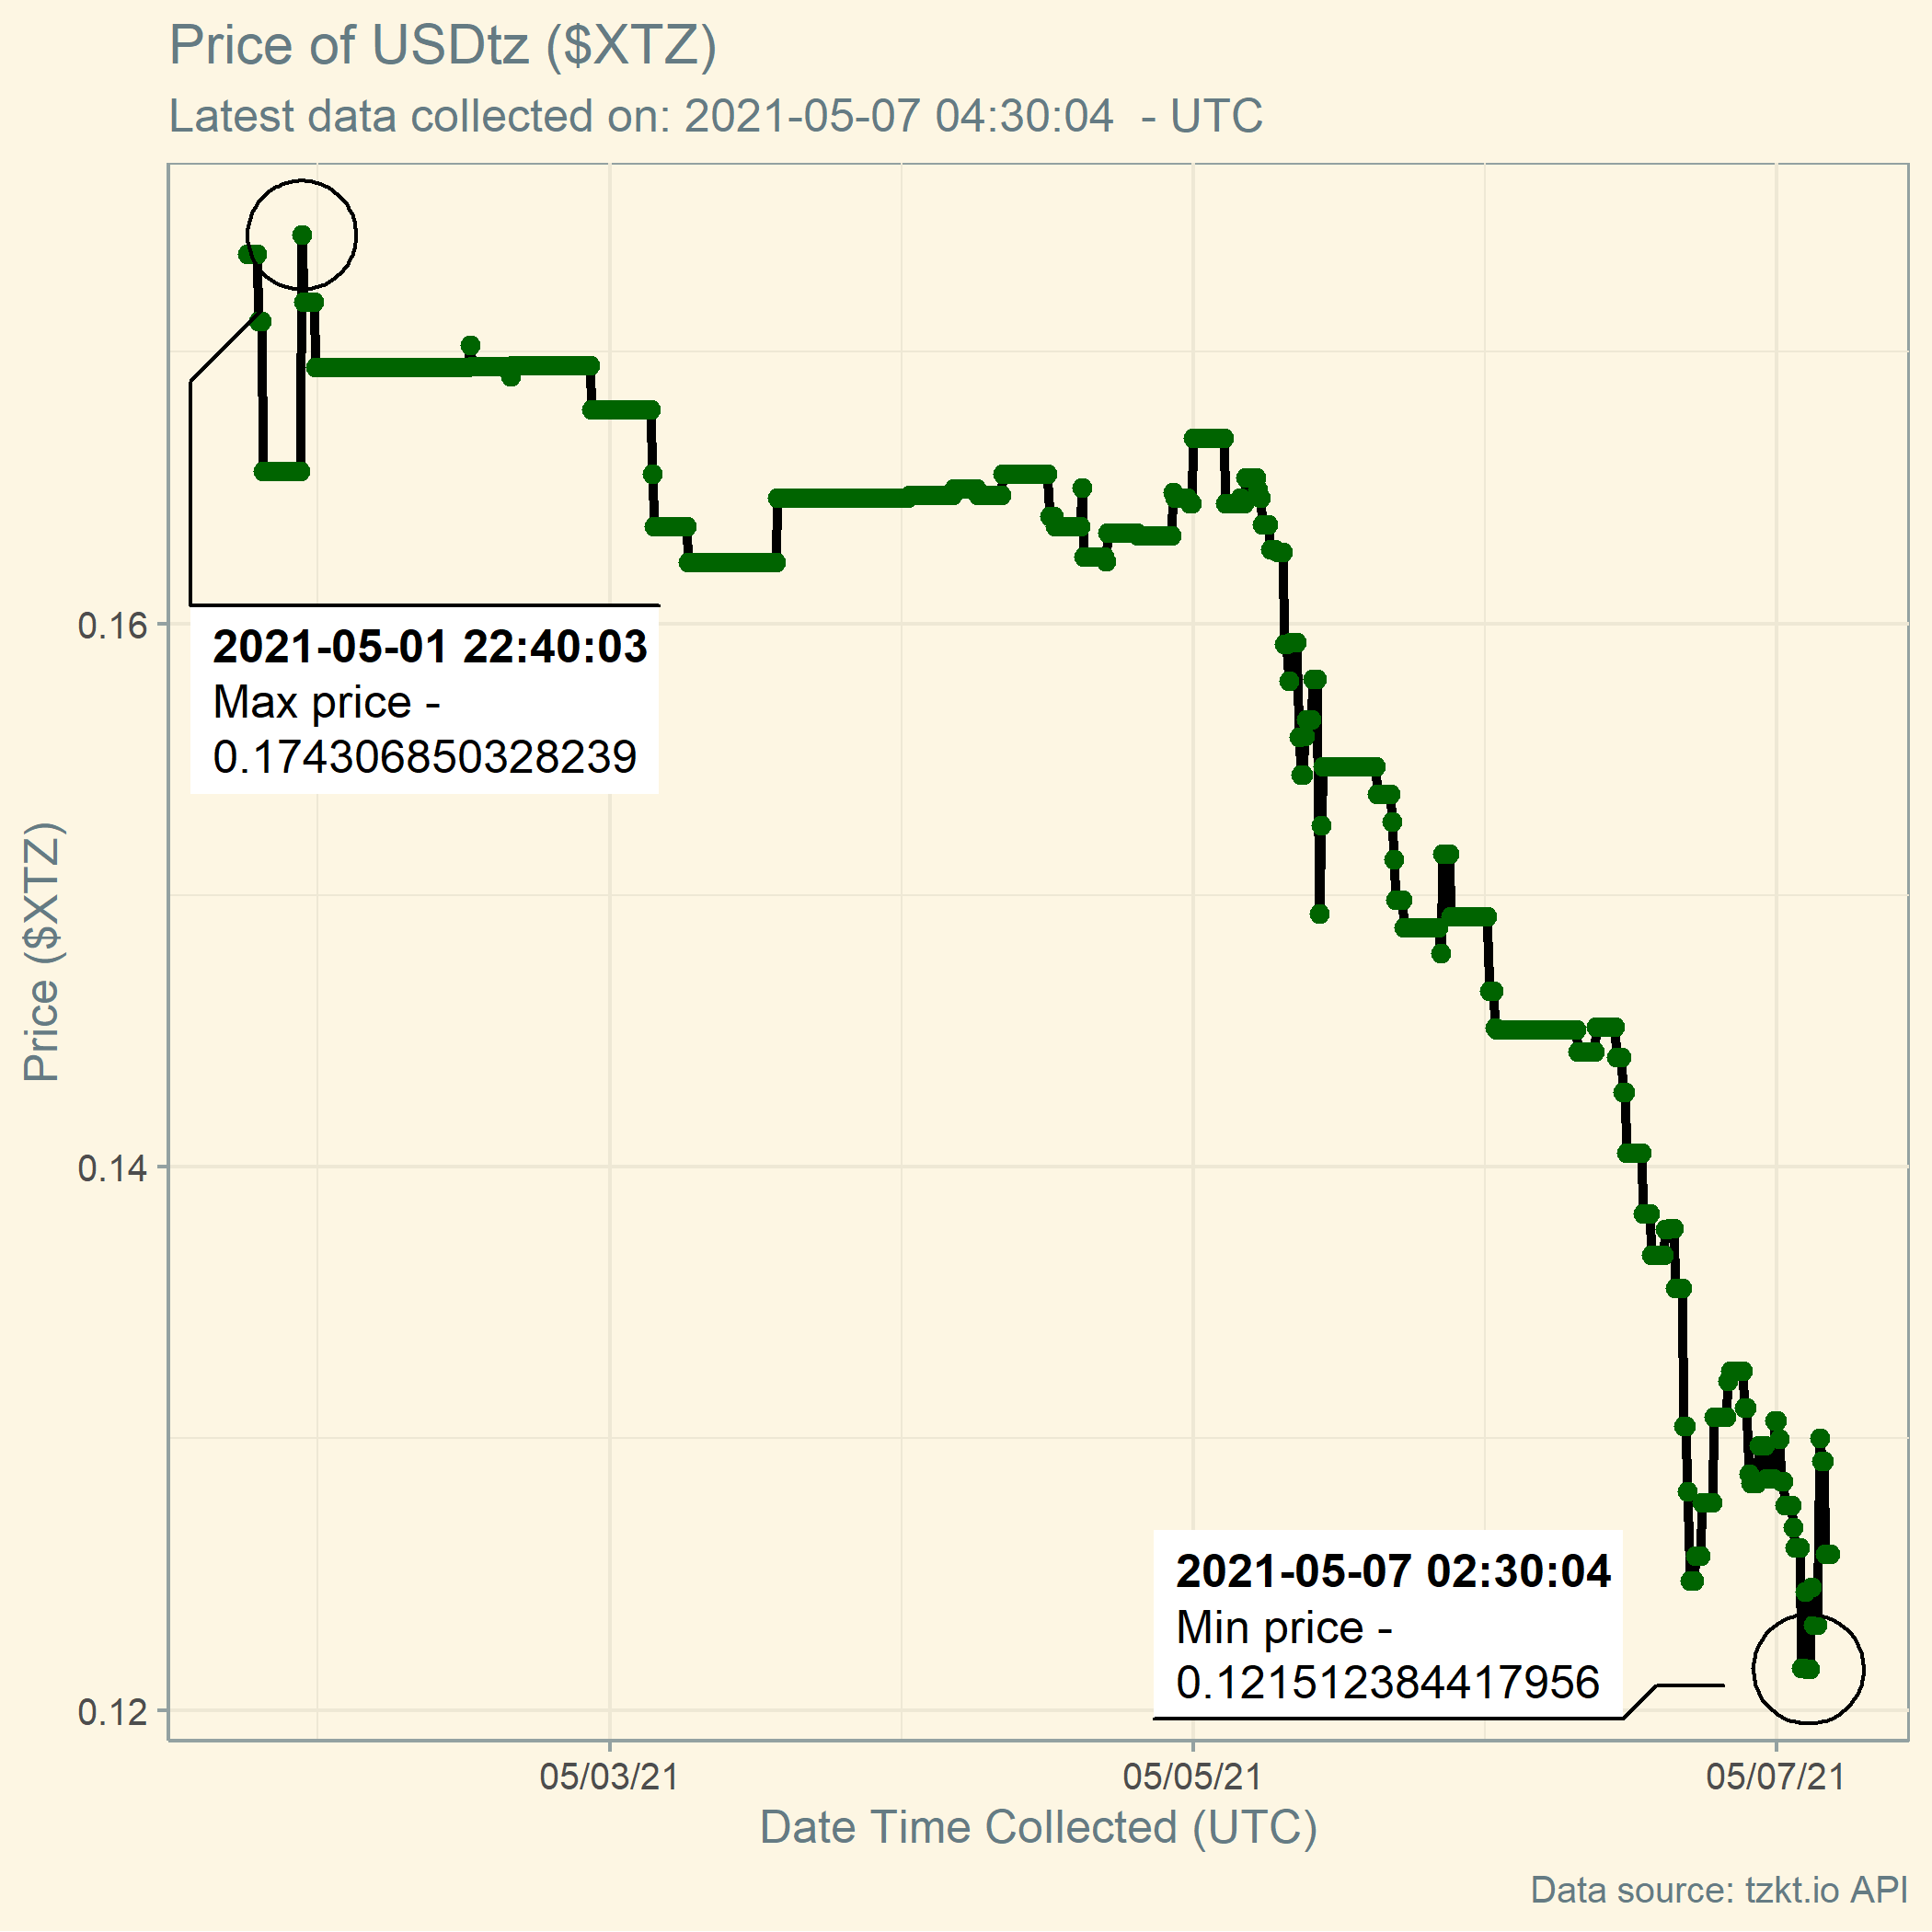 Price of USDtz ($XTZ)
Latest data collected on: 2021-05-07 04:30:04  - UTC
Price ($XTZ)
0.16
0.14
0.12
2021-05-01 22:40:03
Max price -
0.174306850328239
2021-05-07 02:30:04
Min price -
0.121512384417956
05/03/21
05/05/21
05/07/21
Date Time Collected (UTC)
Data source: tzkt.io API